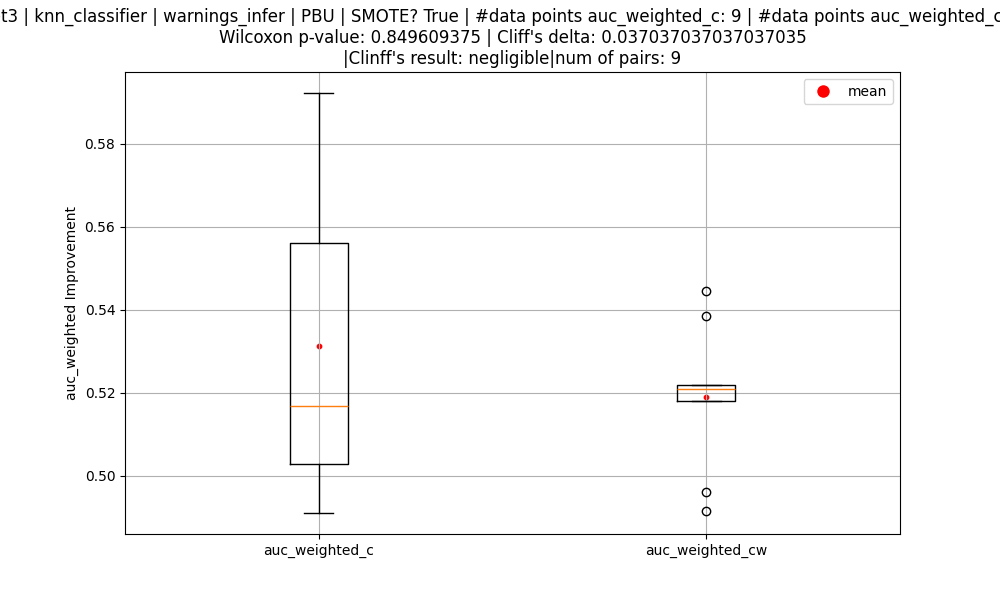 t3 | knn_classifier | warnings_infer | PBU | SMOTE? True | #data points auc_weighted_c: 9 | #data points auc_weighted_c
Wilcoxon p-value: 0.849609375 | Cliff's delta: 0.037037037037037035
|Clinff's result: negligible|num of pairs: 9
mean
0.58
0.56
0.54
0.52
0.50
auc_weighted Improvement
auc_weighted_c
auc_weighted_cw